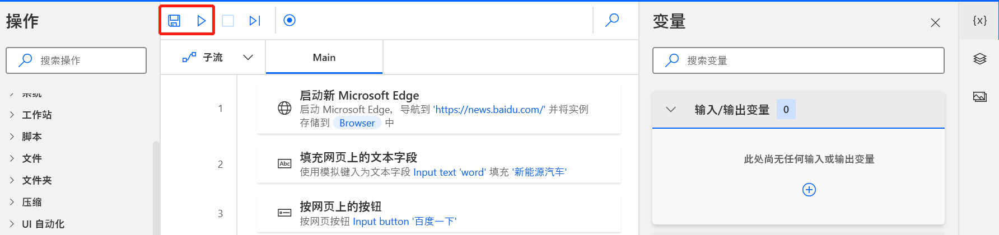 操作
搜索操作
系统
工作站
脚本
文件
文件夹
压缩
UI 自动化
子流
Main
1
启动新 Microsoft Edge
启动 Microsoft Edge，导航到 'https://news.baidu.com/' 并将实例
存储到 Browser 中
2
Abc
填充网页上的文本字段
使用模拟键入为文本字段 Input text 'word' 填充 '新能源汽车'
3
按网页上的按钮
按网页按钮 Input button '百度一下'
变量
{x}
搜索变量
输入/输出变量 0
此处尚无任何输入或输出变量